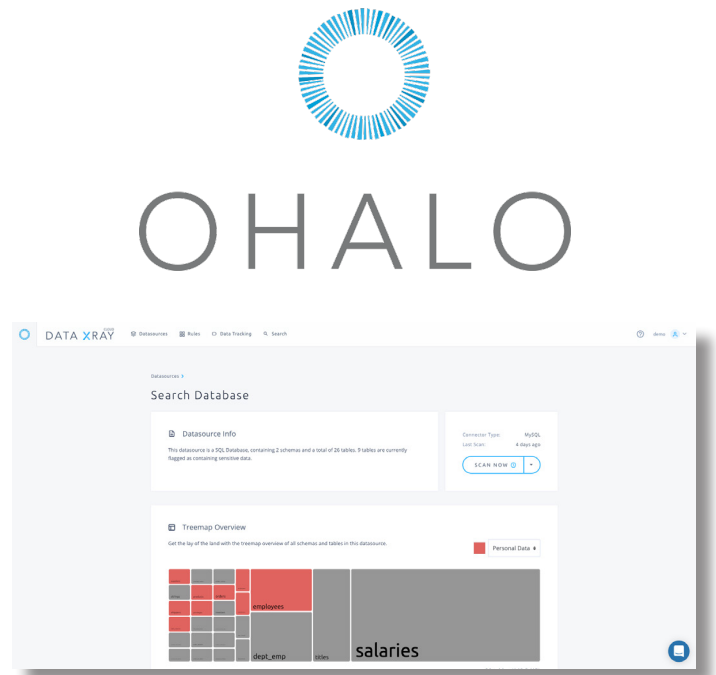 OHALO
DATA XRAY
Datasources
Rules
Data Tracking
Search
demo
Datasources >
Search Database
Datasource Info
This datasource is a SQL Database, containing 2 schemas and a total of 26 tables. 9 tables are currently
flagged as containing sensitive data.
Connector Type: MySQL
Last Scan: 4 days ago
SCAN NOW
Treemap Overview
Get the lay of the land with the treemap overview of all schemas and tables in this datasource.
Personal Data
employees
dept_emp
titles
salaries